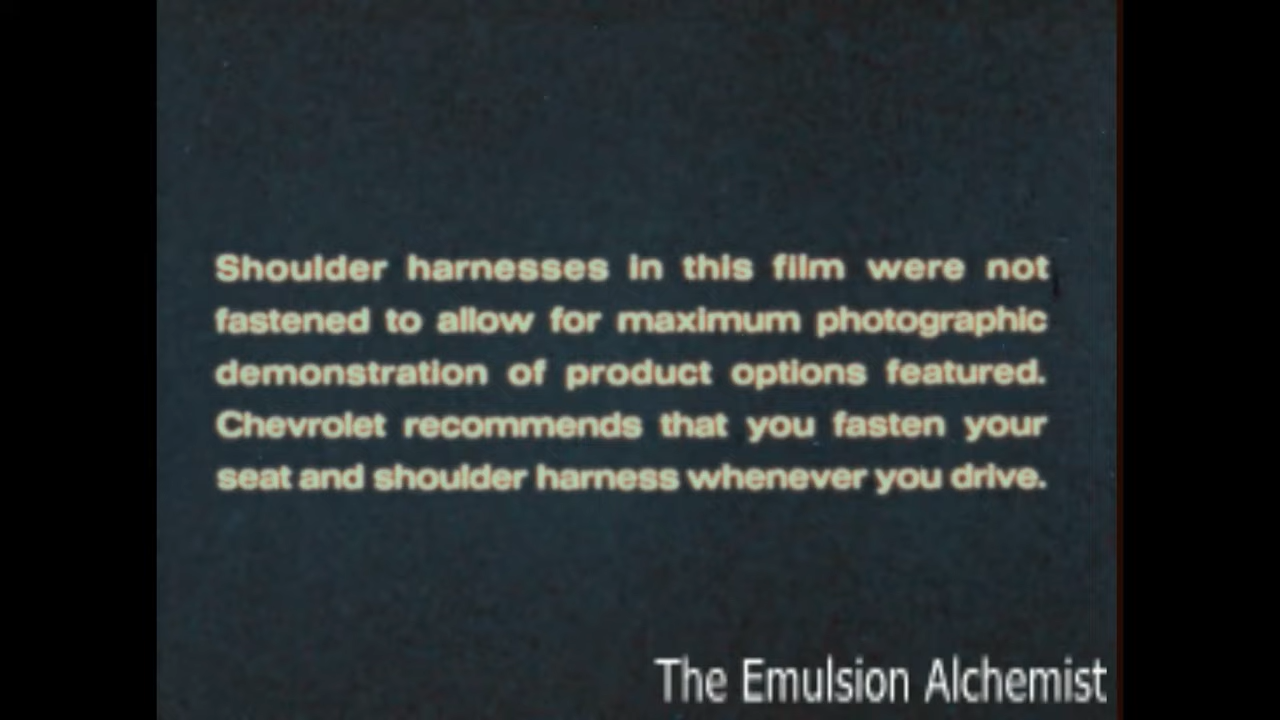 Shoulder harnesses in this film were not
fastened to allow for maximum photographic
demonstration of product options featured.
Chevrolet recommends that you fasten your
seat and shoulder harness whenever you drive.
The Emulsion Alchemist